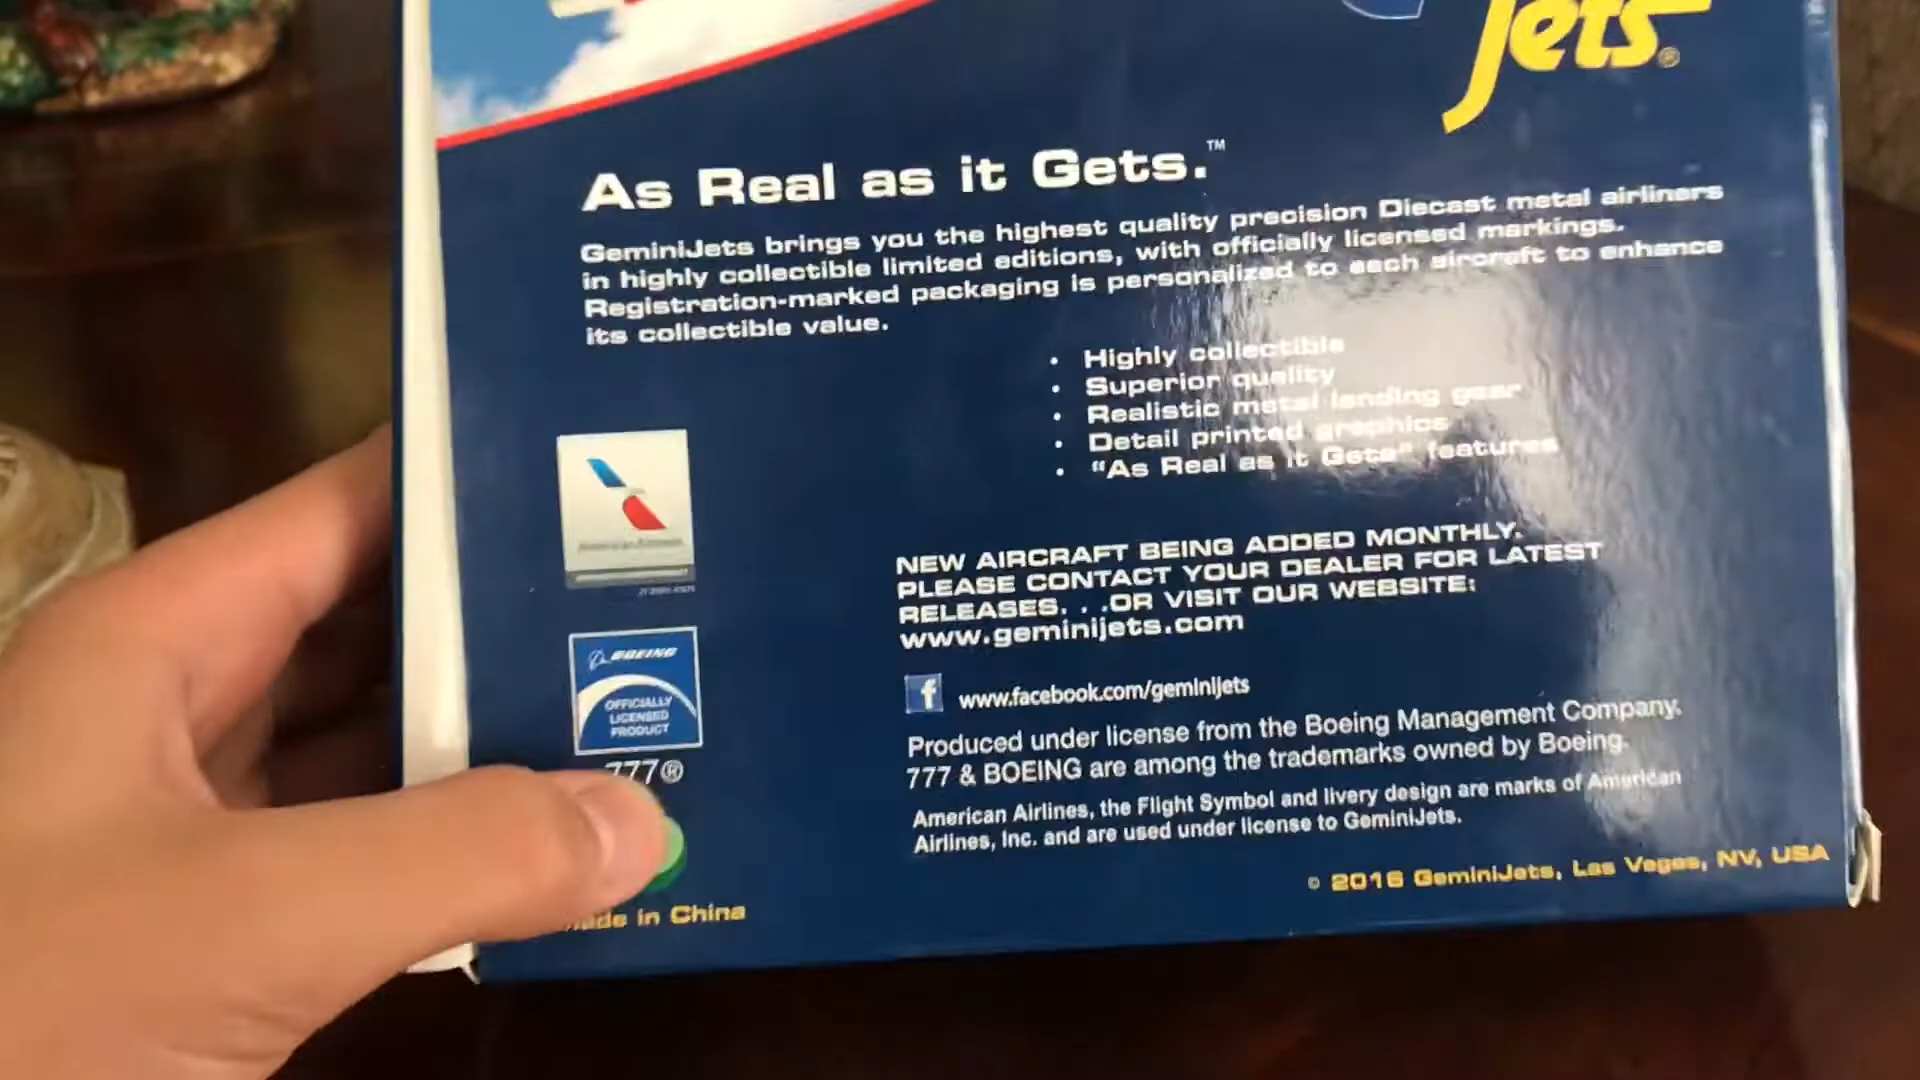 Jets®
As Real as it Gets.™
GeminiJets brings you the highest quality precision Diecast metal airliners
in highly collectible limited editions, with officially licensed markings.
Registration-marked packaging is personalized to each aircraft to enhance
its collectible value.
• Highly collectible
• Superior quality
• Realistic metal landing gear
• Detail printed graphics
• "As Real as it Gets" features
American Airlines
NEW AIRCRAFT BEING ADDED MONTHLY.
PLEASE CONTACT YOUR DEALER FOR LATEST
RELEASES. . .OR VISIT OUR WEBSITE:
www.geminijets.com
BOEING
OFFICIALLY
LICENSED
PRODUCT
777®
f www.facebook.com/geminijets
Produced under license from the Boeing Management Company.
777 & BOEING are among the trademarks owned by Boeing.
American Airlines, the Flight Symbol and livery design are marks of American
Airlines, Inc. and are used under license to GeminiJets.
© 2016 GeminiJets, Las Vegas, NV, USA
in China